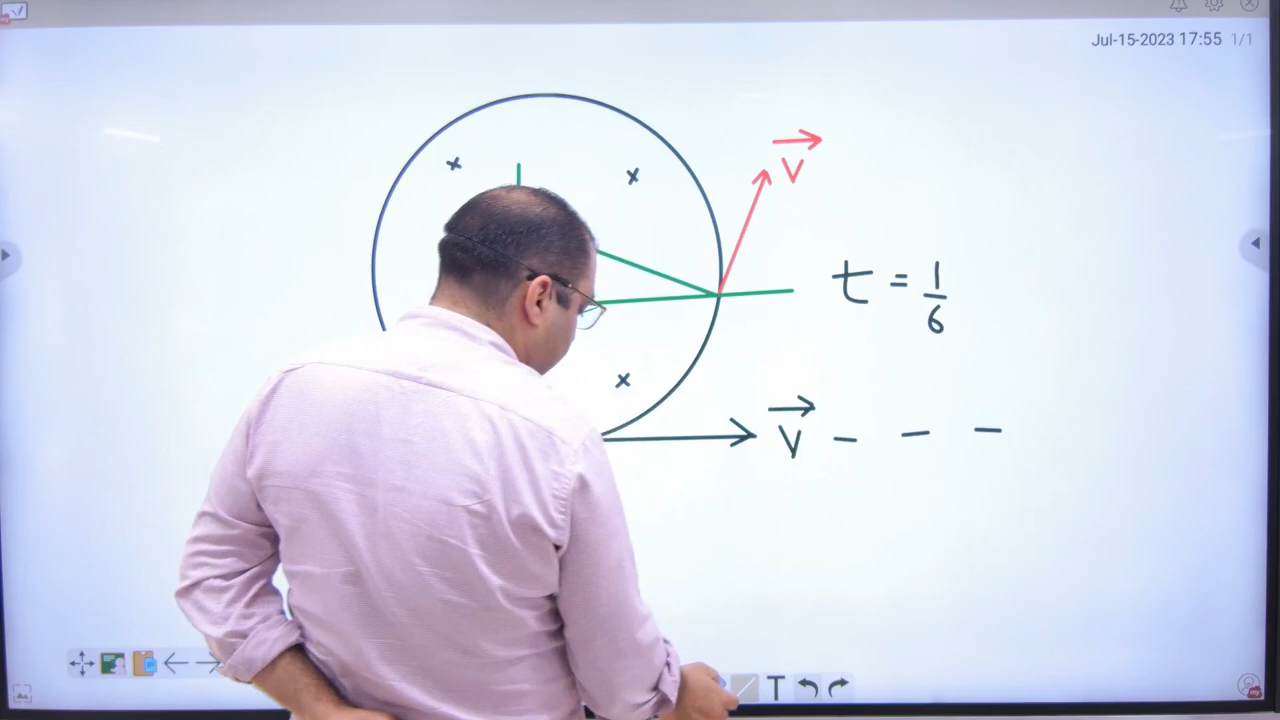 Jul-15-2023 17:55 1/1
x x
V
t = 1/6
x
V - - -
T